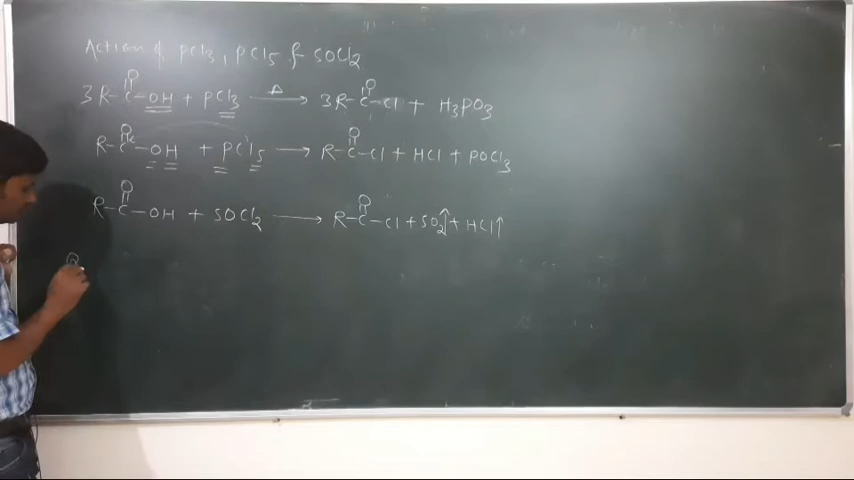 Action of PCl3, PCl5 & SOCl2
3R-C(=O)-OH + PCl3 —Δ→ 3R-C(=O)-Cl + H3PO3
R-C(=O)-OH + PCl5 → R-C(=O)-Cl + HCl + POCl3
R-C(=O)-OH + SOCl2 → R-C(=O)-Cl + SO2↑ + HCl↑
Q